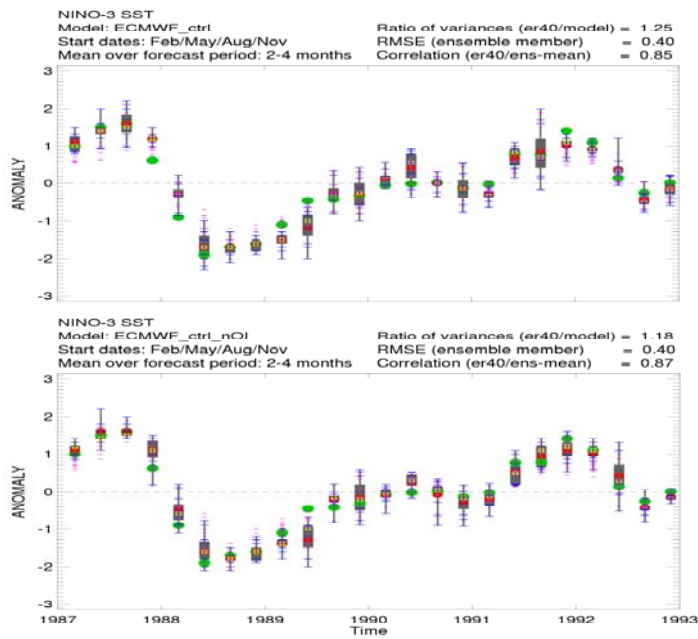 NINO-3 SST
Model: ECMWF_ctrl Ratio of variances (er40/model) = 1.25
Start dates: Feb/May/Aug/Nov RMSE (ensemble member) = 0.40
Mean over forecast period: 2-4 months Correlation (er40/ens-mean) = 0.85
ANOMALY
3
2
1
0
-1
-2
-3
NINO-3 SST
Model: ECMWF_ctrl_nOI Ratio of variances (er40/model) = 1.18
Start dates: Feb/May/Aug/Nov RMSE (ensemble member) = 0.40
Mean over forecast period: 2-4 months Correlation (er40/ens-mean) = 0.87
ANOMALY
3
2
1
0
-1
-2
-3
1987 1988 1989 1990 1991 1992 1993
Time